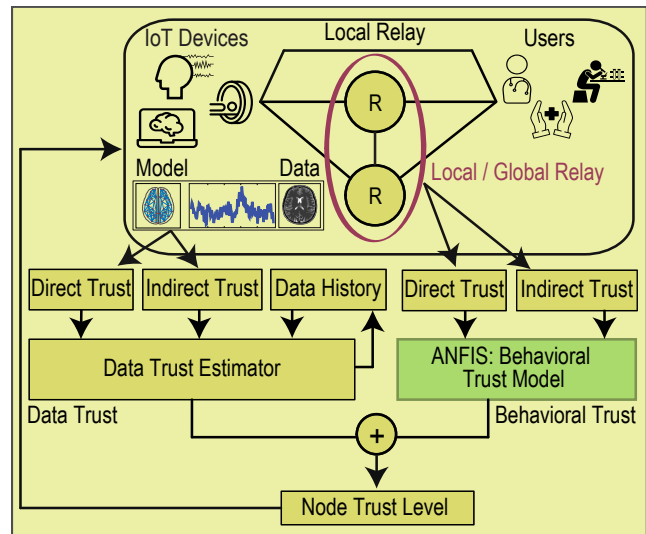 IoT Devices
Local Relay
Users
R
Model
Data
Local / Global Relay
R
Direct Trust
Indirect Trust
Data History
Direct Trust
Indirect Trust
Data Trust Estimator
ANFIS: Behavioral
Trust Model
Data Trust
Behavioral Trust
+
Node Trust Level